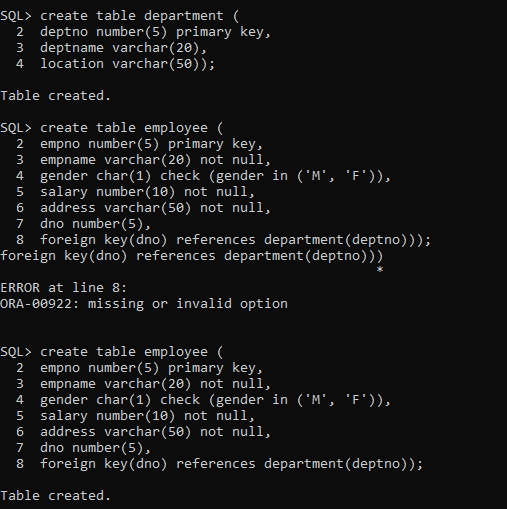 SQL> create table department (
  2  deptno number(5) primary key,
  3  deptname varchar(20),
  4  location varchar(50));
Table created.
SQL> create table employee (
  2  empno number(5) primary key,
  3  empname varchar(20) not null,
  4  gender char(1) check (gender in ('M', 'F')),
  5  salary number(10) not null,
  6  address varchar(50) not null,
  7  dno number(5),
  8  foreign key(dno) references department(deptno)));
foreign key(dno) references department(deptno)))
                                               *
ERROR at line 8:
ORA-00922: missing or invalid option
SQL> create table employee (
  2  empno number(5) primary key,
  3  empname varchar(20) not null,
  4  gender char(1) check (gender in ('M', 'F')),
  5  salary number(10) not null,
  6  address varchar(50) not null,
  7  dno number(5),
  8  foreign key(dno) references department(deptno));
Table created.